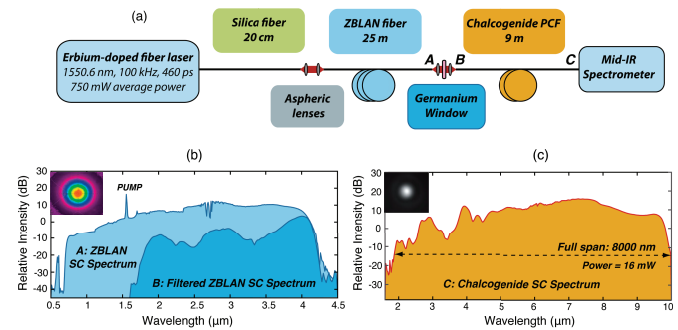 (a)
Silica fiber
20 cm
ZBLAN fiber
25 m
Chalcogenide PCF
9 m
Erbium-doped fiber laser
1550.6 nm, 100 kHz, 460 ps
750 mW average power
A
B
C
Mid-IR
Spectrometer
Aspheric
lenses
Germanium
Window
(b)
Relative Inrensity (dB)
30
20
10
0
-10
-20
-30
-40
PUMP
A: ZBLAN
SC Spectrum
B: Filtered ZBLAN SC Spectrum
0.5 1 1.5 2 2.5 3 3.5 4 4.5
Wavelength (µm)
(c)
Relative Inrensity (dB)
30
20
10
0
-10
-20
-30
Full span: 8000 nm
Power = 16 mW
C: Chalcogenide SC Spectrum
2 3 4 5 6 7 8 9 10
Wavelength (µm)